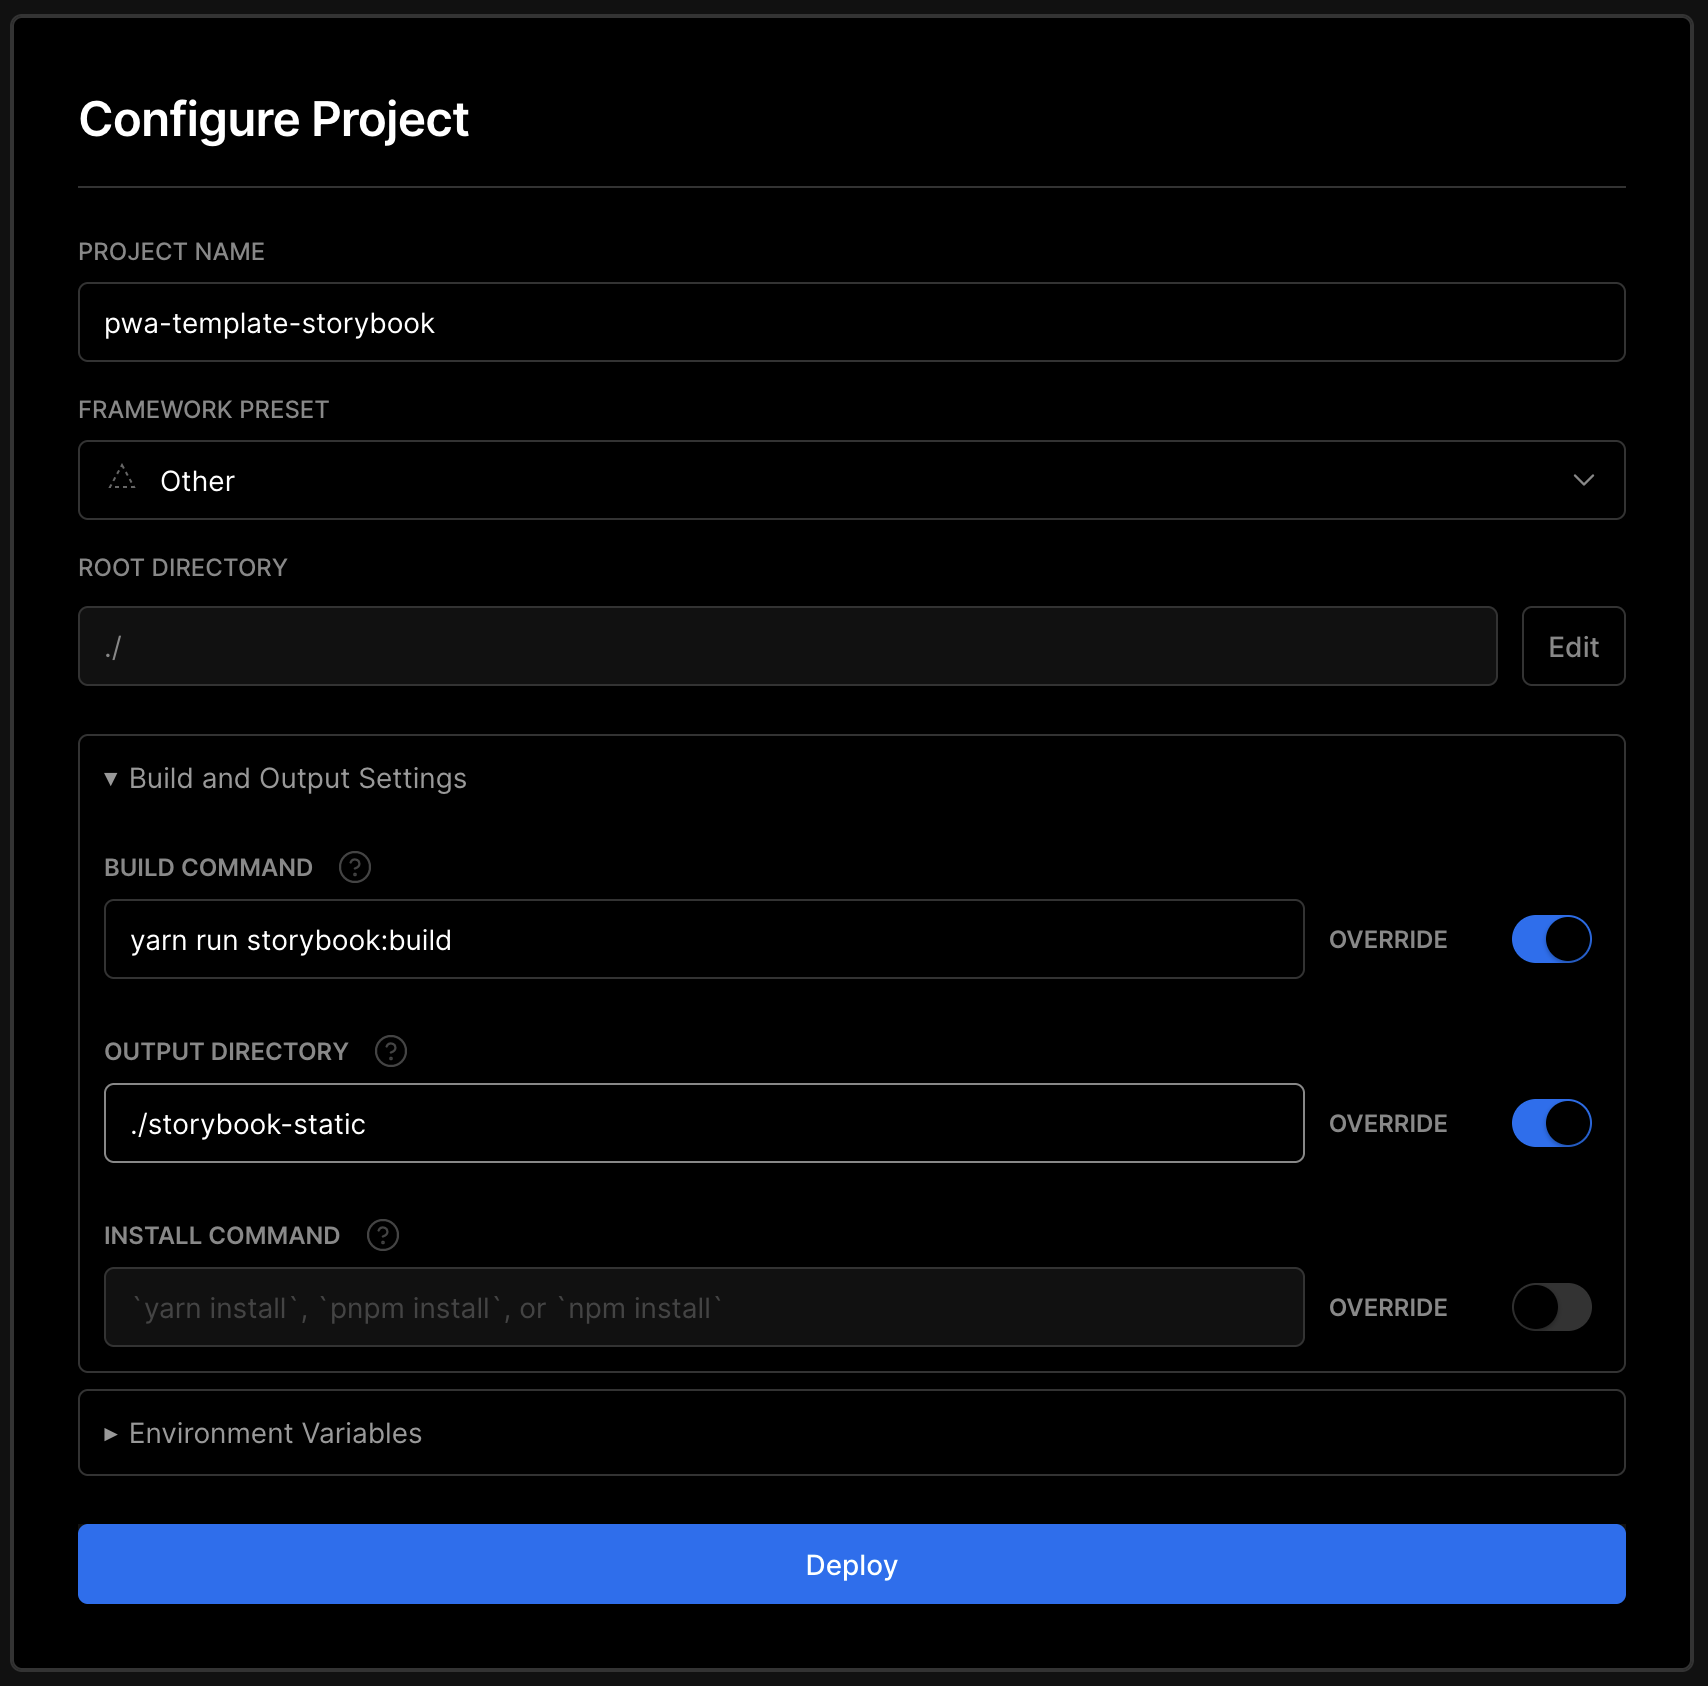 Configure Project
PROJECT NAME
pwa-template-storybook
FRAMEWORK PRESET
Other
ROOT DIRECTORY
./
Edit
▼ Build and Output Settings
BUILD COMMAND ?
yarn run storybook:build
OVERRIDE
OUTPUT DIRECTORY ?
./storybook-static
OVERRIDE
INSTALL COMMAND ?
`yarn install`, `pnpm install`, or `npm install`
OVERRIDE
▶ Environment Variables
Deploy